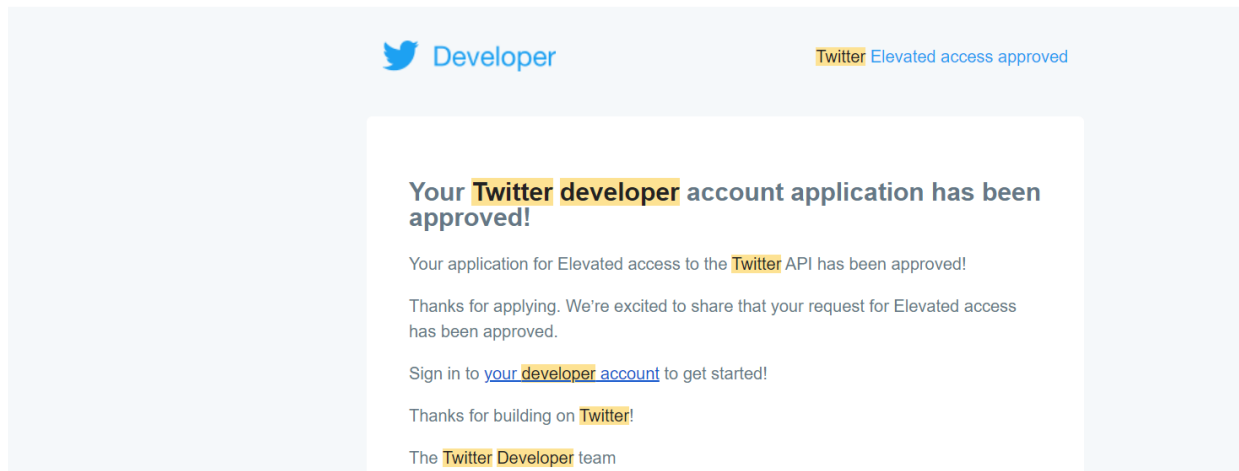 Developer
Twitter Elevated access approved
Your Twitter developer account application has been
approved!
Your application for Elevated access to the Twitter API has been approved!
Thanks for applying. We’re excited to share that your request for Elevated access
has been approved.
Sign in to your developer account to get started!
Thanks for building on Twitter!
The Twitter Developer team